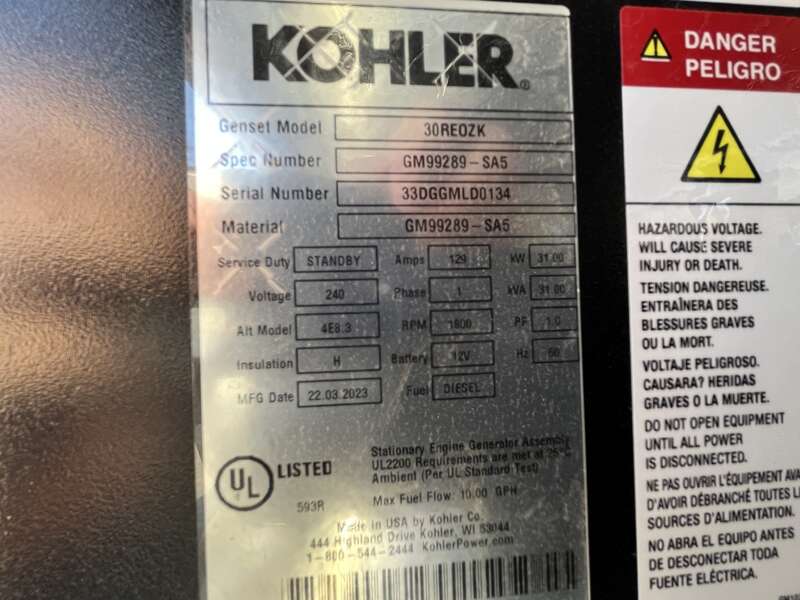 KOHLER®
Genset Model 30REOZK
Spec Number GM99289-SA5
Serial Number 33DGGMLD0134
Material GM99289-SA5
Service Duty STANDBY Amps 129 kW 31.00
Voltage 240 Phase 1 kVA 31.00
Alt Model 4E8.3 RPM 1800 PF 1.0
Insulation H Battery 12V Hz 60
MFG Date 22.03.2023 Fuel DIESEL
UL LISTED
593R
Stationary Engine Generator Assembly
UL2200 Requirements are met at 25°C
Ambient (Per UL Standard Test)
Max Fuel Flow: 10.00 GPH
Made in USA by Kohler Co.
444 Highland Drive Kohler, WI 53044
1-800-544-2444 KohlerPower.com
DANGER
PELIGRO
HAZARDOUS VOLTAGE.
WILL CAUSE SEVERE
INJURY OR DEATH.
TENSION DANGEREUSE.
ENTRAÎNERA DES
BLESSURES GRAVES
OU LA MORT.
VOLTAJE PELIGROSO.
CAUSARA? HERIDAS
GRAVES O LA MUERTE.
DO NOT OPEN EQUIPMENT
UNTIL ALL POWER
IS DISCONNECTED.
NE PAS OUVRIR L'ÉQUIPEMENT AVA
D'AVOIR DÉBRANCHÉ TOUTES L
SOURCES D'ALIMENTATION.
NO ABRA EL EQUIPO ANTES
DE DESCONECTAR TODA
FUENTE ELÉCTRICA.